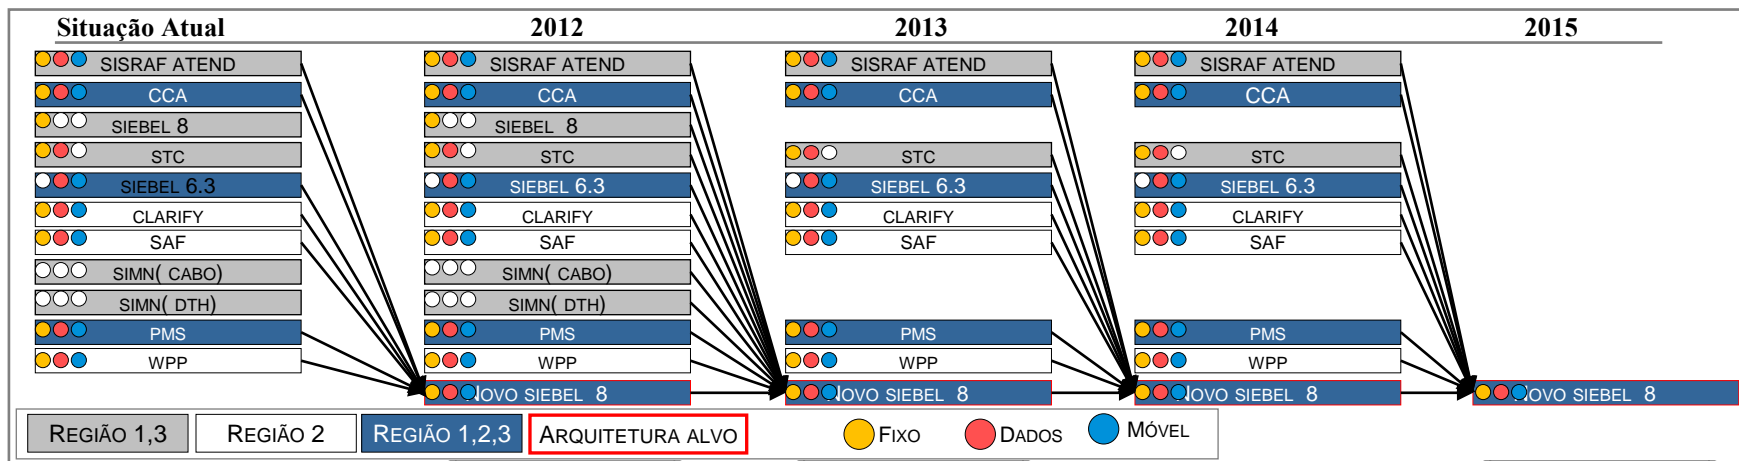 Situação Atual 2012 2013 2014 2015
SISRAF ATEND SISRAF ATEND SISRAF ATEND SISRAF ATEND
CCA CCA CCA CCA
SIEBEL 8 SIEBEL 8
STC STC STC STC
SIEBEL 6.3 SIEBEL 6.3 SIEBEL 6.3 SIEBEL 6.3
CLARIFY CLARIFY CLARIFY CLARIFY
SAF SAF SAF SAF
SIMN( CABO) SIMN( CABO)
SIMN( DTH) SIMN( DTH)
PMS PMS PMS PMS
WPP WPP WPP WPP
NOVO SIEBEL 8 NOVO SIEBEL 8 NOVO SIEBEL 8 NOVO SIEBEL 8
REGIÃO 1,3 REGIÃO 2 REGIÃO 1,2,3 ARQUITETURA ALVO FIXO DADOS MÓVEL